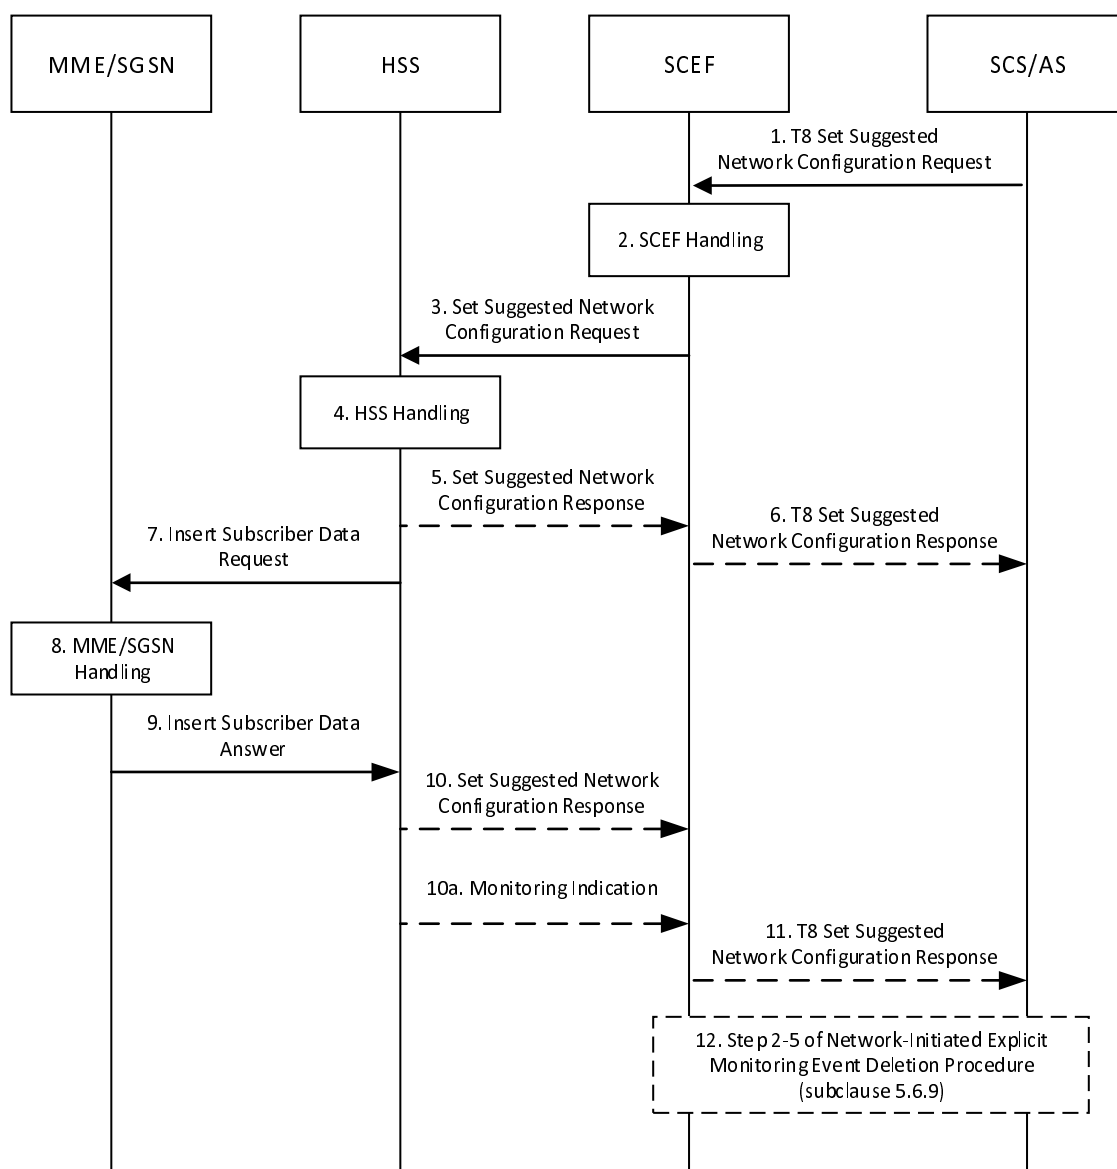 MME/SGSN
HSS
SCEF
SCS/AS
1. T8 Set Suggested
Network Configuration Request
2. SCEF Handling
3. Set Suggested Network
Configuration Request
4. HSS Handling
5. Set Suggested Network
Configuration Response
6. T8 Set Suggested
Network Configuration Response
7. Insert Subscriber Data
Request
8. MME/SGSN
Handling
9. Insert Subscriber Data
Answer
10. Set Suggested Network
Configuration Response
10a. Monitoring Indication
11. T8 Set Suggested
Network Configuration Response
12. Step 2-5 of Network-Initiated Explicit
Monitoring Event Deletion Procedure
(subclause 5.6.9)